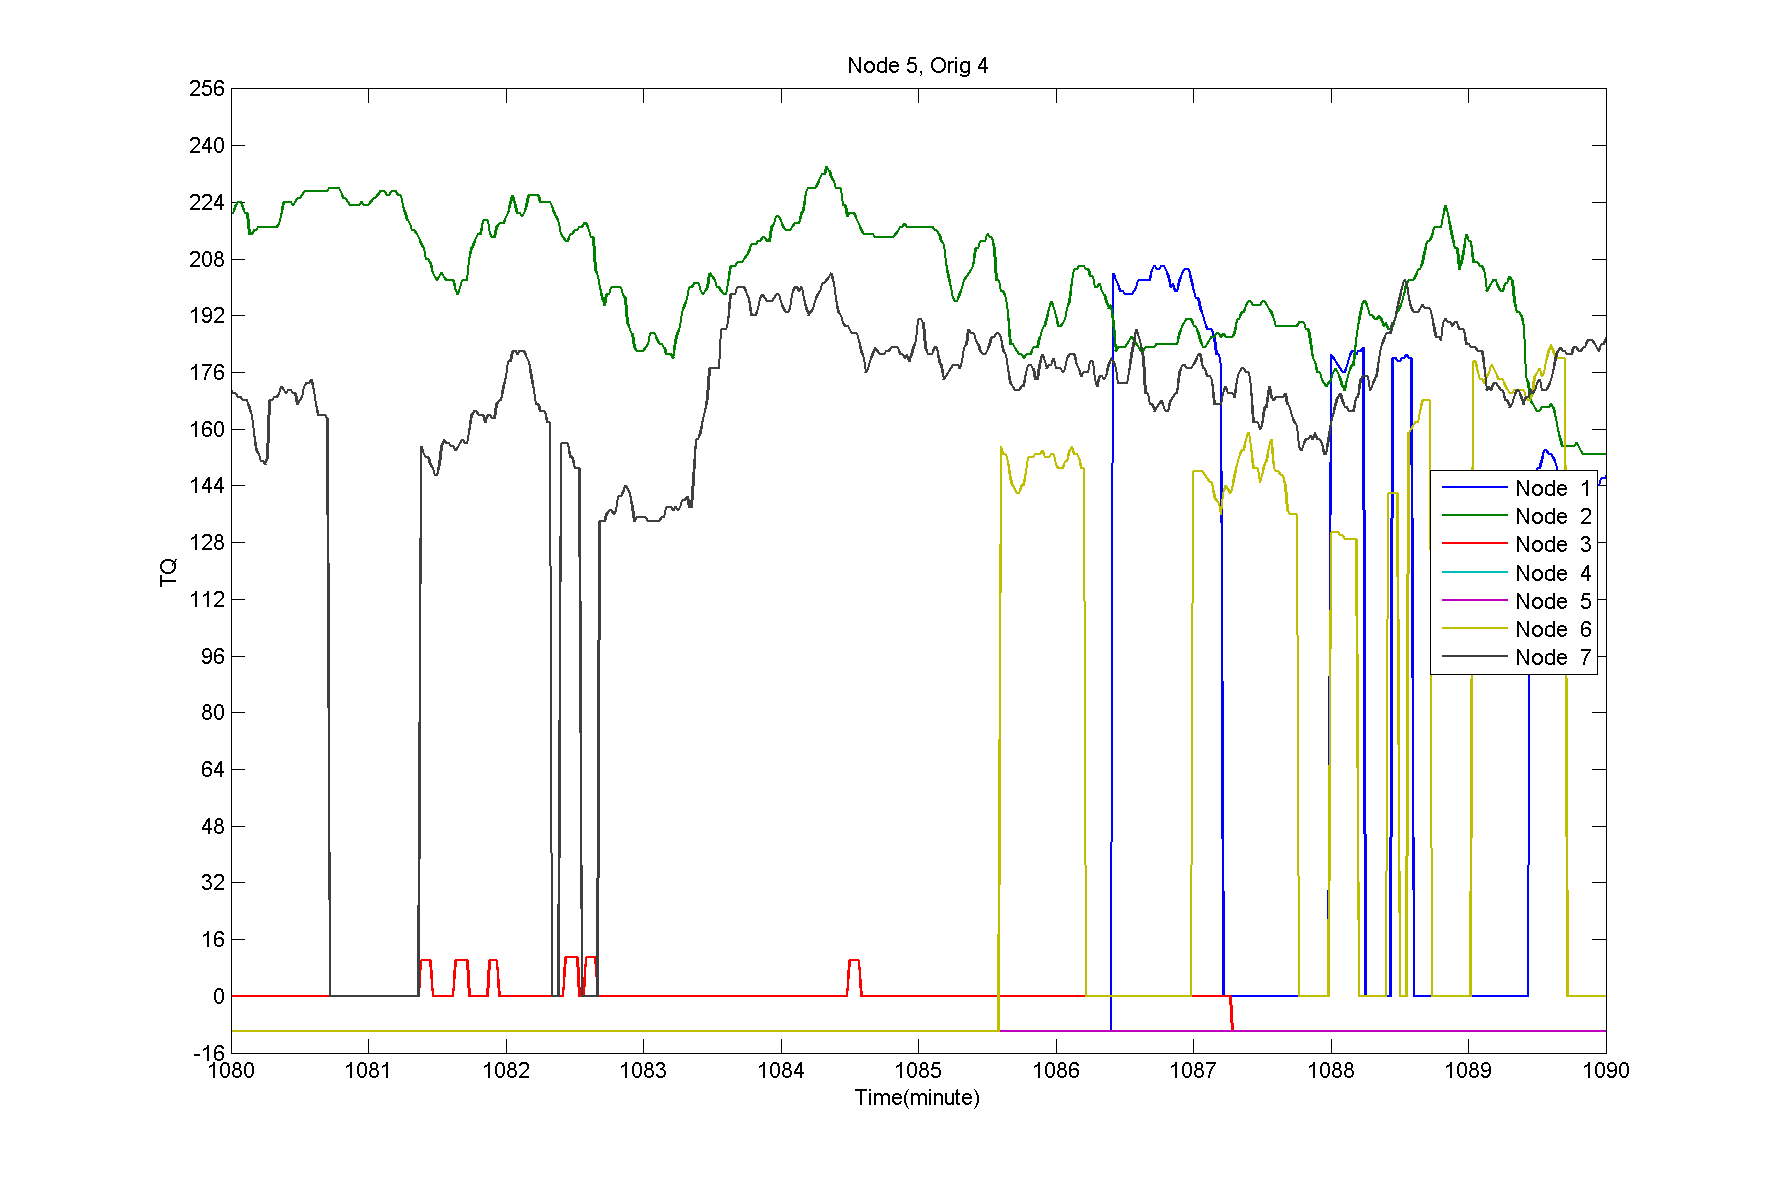 Node 5, Orig 4
256
240
224
208
192
176
160
144
128
112
96
80
64
48
32
16
0
-16
TQ
1080 1081 1082 1083 1084 1085 1086 1087 1088 1089 1090
Time(minute)
Node 1
Node 2
Node 3
Node 4
Node 5
Node 6
Node 7